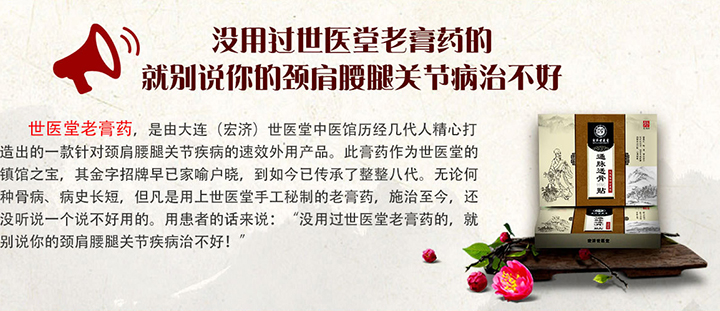 没用过世医堂老膏药的
就别说你的颈肩腰腿关节病治不好
世医堂老膏药，是由大连（宏济）世医堂中医馆历经几代人精心打
造出的一款针对颈肩腰腿关节疾病的速效外用产品。此膏药作为世医堂的
镇馆之宝，其金字招牌早已家喻户晓，到如今已传承了整整八代。无论何
种骨病、病史长短，但凡是用上世医堂手工秘制的老膏药，施治至今，还
没听说一个说不好用的。用患者的话来说：“没用过世医堂老膏药的，就
别说你的颈肩腰腿关节疾病治不好！”
通脉透骨贴